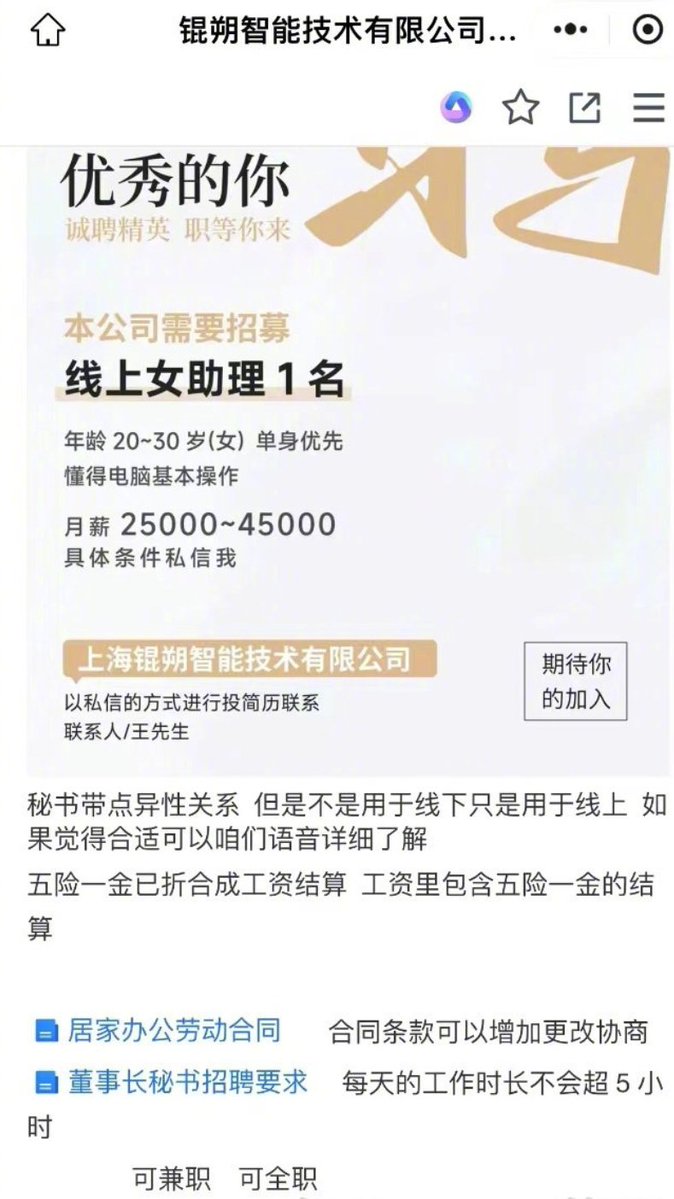 锟朔智能技术有限公司...
优秀的你
诚聘精英 职等你来
本公司需要招募
线上女助理1名
年龄 20~30 岁(女) 单身优先
懂得电脑基本操作
月薪 25000~45000
具体条件私信我
上海锟朔智能技术有限公司
以私信的方式进行投简历联系
联系人/王先生
期待你
的加入
秘书带点异性关系 但是不是用于线下只是用于线上 如
果觉得合适可以咱们语音详细了解
五险一金已折合成工资结算 工资里包含五险一金的结
算
居家办公劳动合同 合同条款可以增加更改协商
董事长秘书招聘要求 每天的工作时长不会超 5 小
时
可兼职 可全职